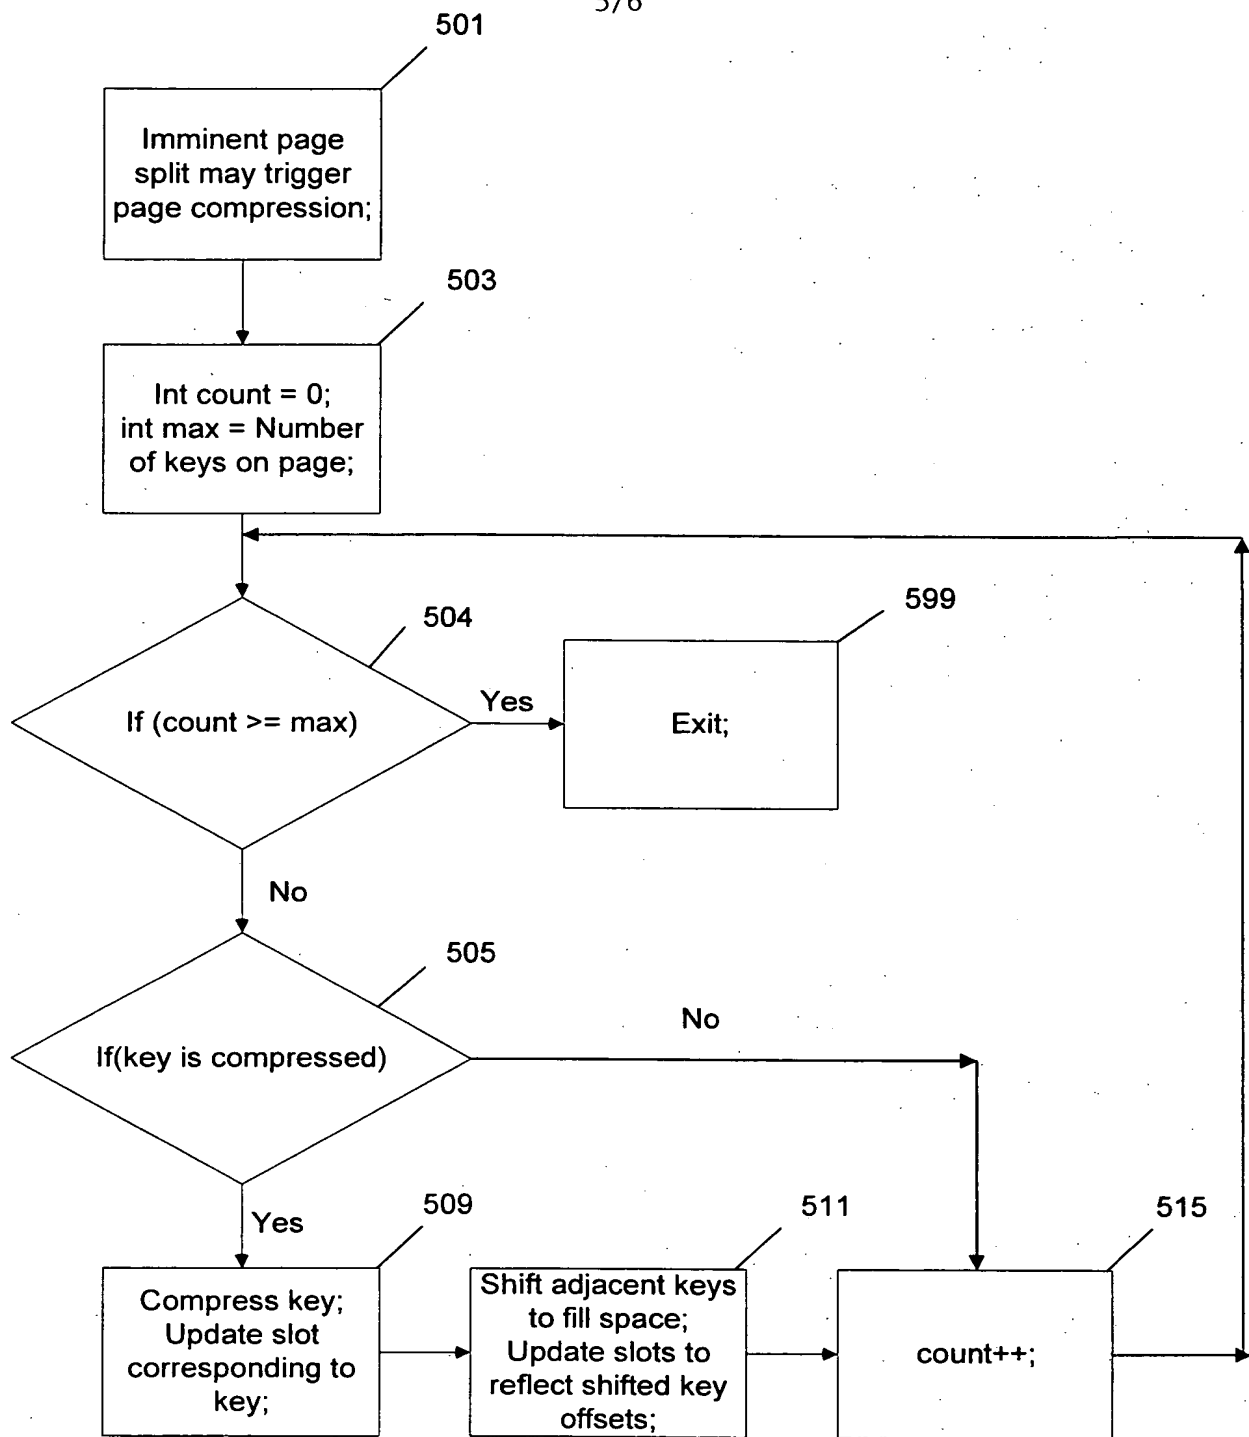 5/6
501
Imminent page
split may trigger
page compression;
503
Int count = 0;
int max = Number
of keys on page;
504
If (count >= max)
Yes
599
Exit;
No
505
If(key is compressed)
No
Yes
509
Compress key;
Update slot
corresponding to
key;
511
Shift adjacent keys
to fill space;
Update slots to
reflect shifted key
offsets;
515
count++;